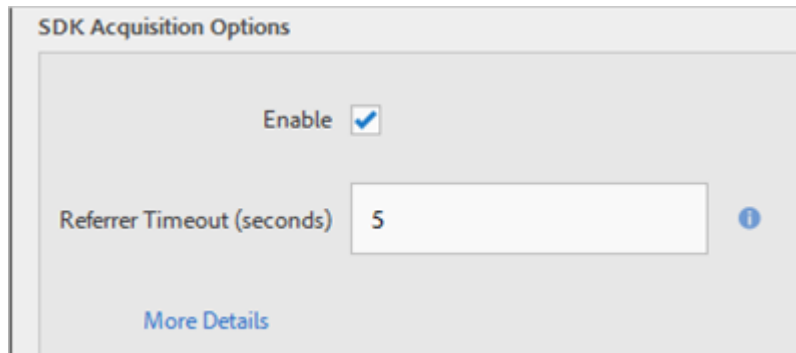 SDK Acquisition Options
Enable
Referrer Timeout (seconds) 5
More Details